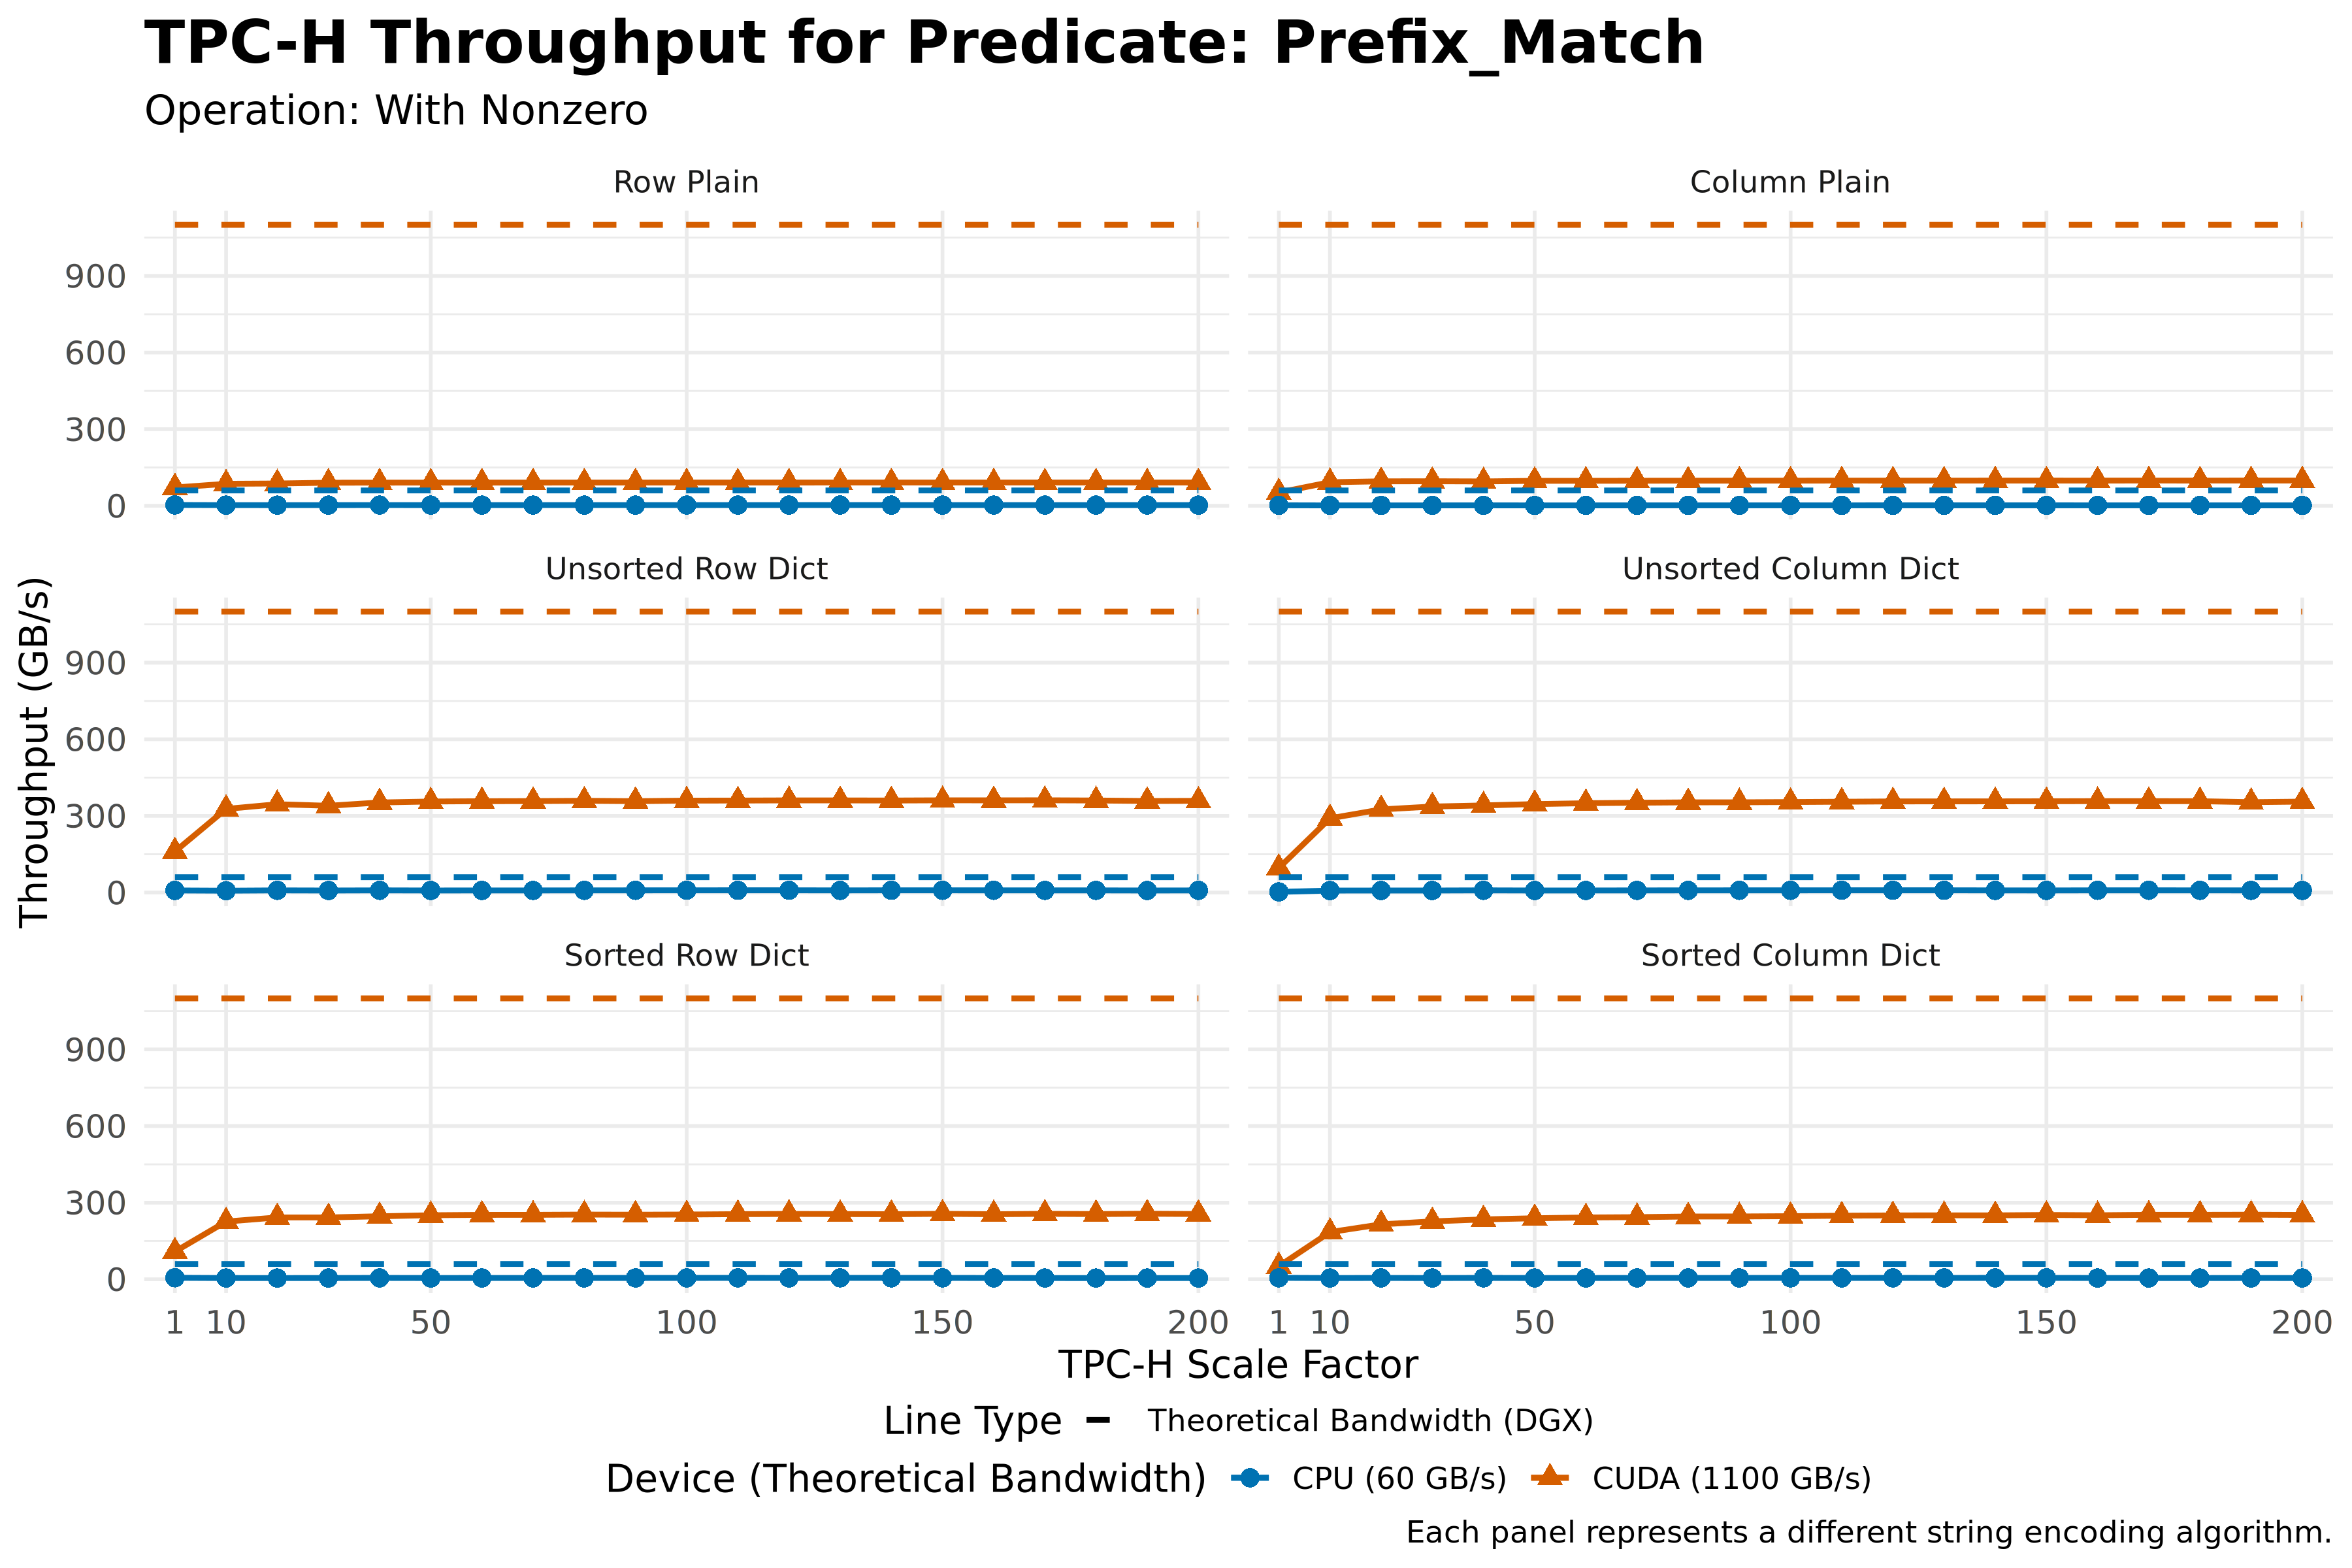 TPC-H Throughput for Predicate: Prefix_Match
Operation: With Nonzero
Row Plain
Column Plain
900
600
300
0
Unsorted Row Dict
Unsorted Column Dict
900
600
300
0
Throughput (GB/s)
Sorted Row Dict
Sorted Column Dict
900
600
300
0
1 10 50 100 150 200
1 10 50 100 150 200
TPC-H Scale Factor
Line Type Theoretical Bandwidth (DGX)
Device (Theoretical Bandwidth) CPU (60 GB/s) CUDA (1100 GB/s)
Each panel represents a different string encoding algorithm.